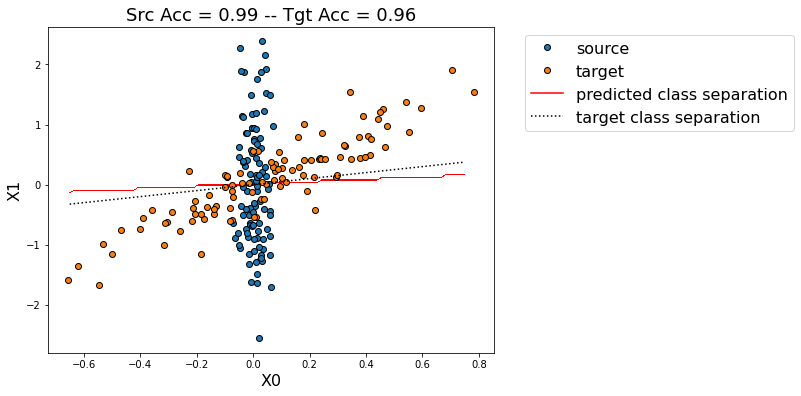 Src Acc = 0.99 -- Tgt Acc = 0.96
source
target
predicted class separation
target class separation
X1
2
1
0
−1
−2
−0.6 −0.4 −0.2 0.0 0.2 0.4 0.6 0.8
X0